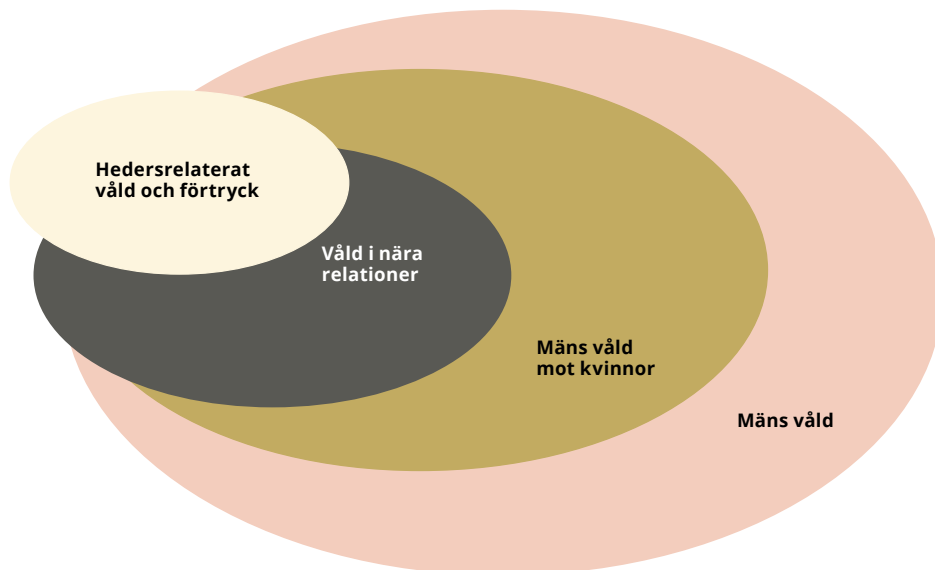 Hedersrelaterat
våld och förtryck
Våld i nära
relationer
Mäns våld
mot kvinnor
Mäns våld